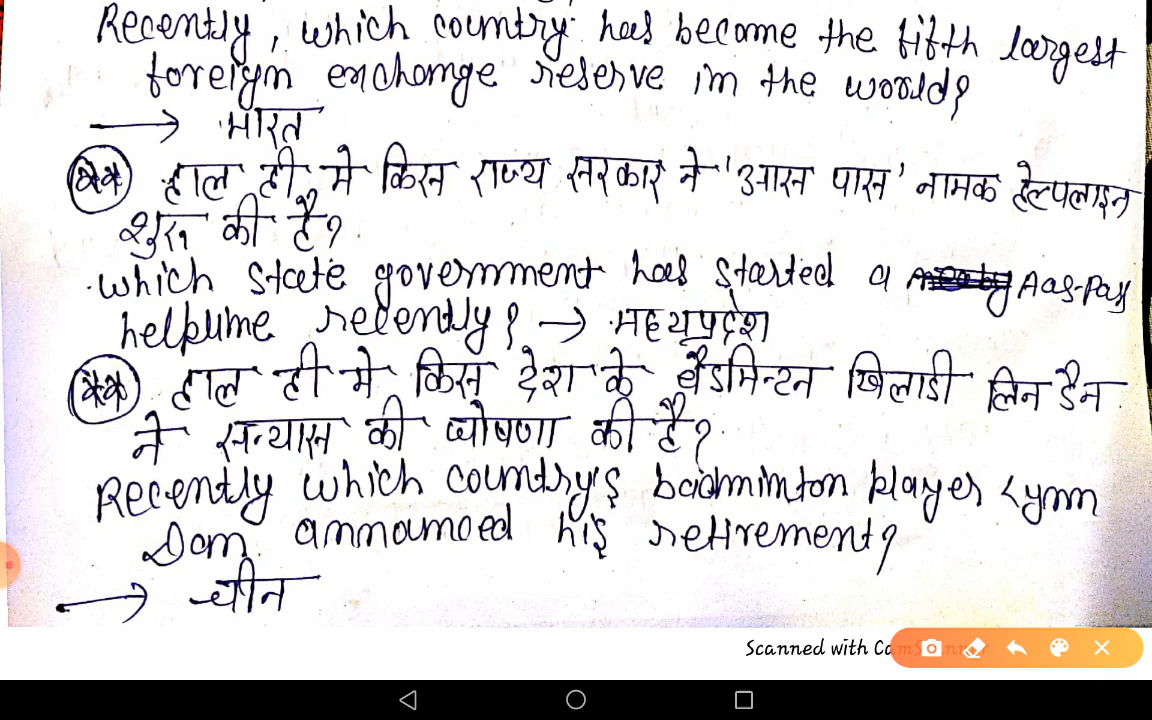 Recently, which country has become the fifth largest
foreign exchange reserve in the world?
→ भारत
हाल ही मे किस राज्य सरकार ने 'आस पास' नामक हेल्पलाइन
शुरू की है?
which state government has started a Aas-Pas
helpline recently? → मध्यप्रदेश
हाल ही मे किस देश के बैडमिन्टन खिलाडी लिन डैन
ने सन्यास की घोषणा की है?
Recently which country's badminton player Lynn
Dan announced his retirement?
→ चीन
Scanned with